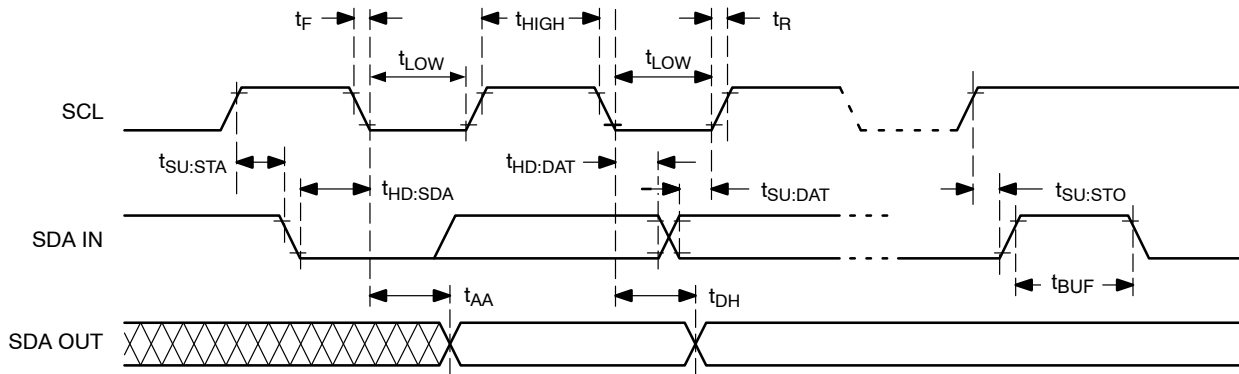 tF
tHIGH
tR
tLOW
tLOW
SCL
tSU:STA
tHD:SDA
tHD:DAT
tSU:DAT
tSU:STO
SDA IN
tBUF
tAA
tDH
SDA OUT